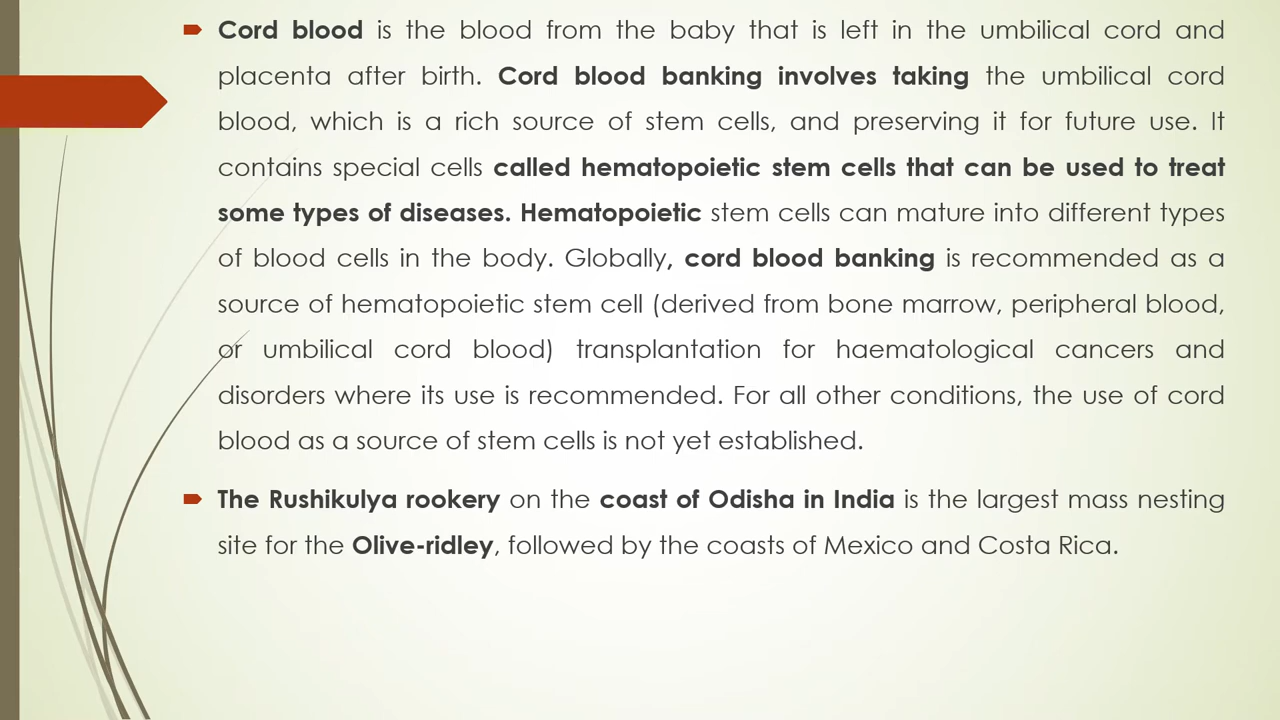 Cord blood is the blood from the baby that is left in the umbilical cord and
placenta after birth. Cord blood banking involves taking the umbilical cord
blood, which is a rich source of stem cells, and preserving it for future use. It
contains special cells called hematopoietic stem cells that can be used to treat
some types of diseases. Hematopoietic stem cells can mature into different types
of blood cells in the body. Globally, cord blood banking is recommended as a
source of hematopoietic stem cell (derived from bone marrow, peripheral blood,
or umbilical cord blood) transplantation for haematological cancers and
disorders where its use is recommended. For all other conditions, the use of cord
blood as a source of stem cells is not yet established.
The Rushikulya rookery on the coast of Odisha in India is the largest mass nesting
site for the Olive-ridley, followed by the coasts of Mexico and Costa Rica.